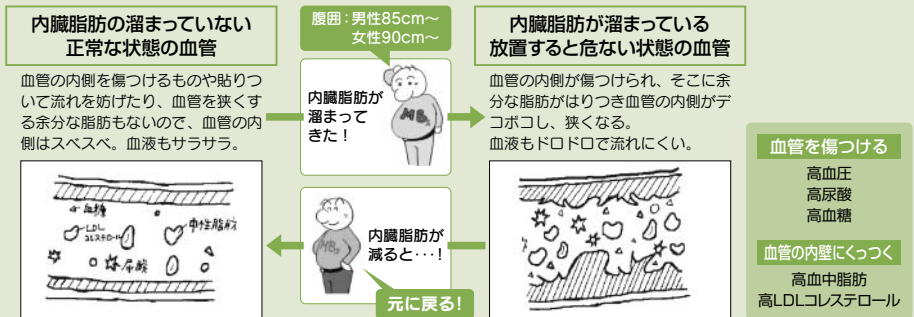 内臓脂肪の溜まっていない
正常な状態の血管
血管の内側を傷つけるものや貼りつ
いて流れを妨げたり、血管を狭くす
る余分な脂肪もないので、血管の内
側はスベスベ。血液もサラサラ。
血糖
LDL
コレステロール
中性脂肪
尿酸
腹囲:男性85cm〜
女性90cm〜
内臓脂肪が
溜まって
きた!
内臓脂肪が
減ると・・・!
元に戻る!
内臓脂肪が溜まっている
放置すると危ない状態の血管
血管の内側が傷つけられ、そこに余
分な脂肪がはりつき血管の内側がデ
コボコし、狭くなる。
血液もドロドロで流れにくい。
血管を傷つける
高血圧
高尿酸
高血糖
血管の内壁にくっつく
高血中脂肪
高LDLコレステロール